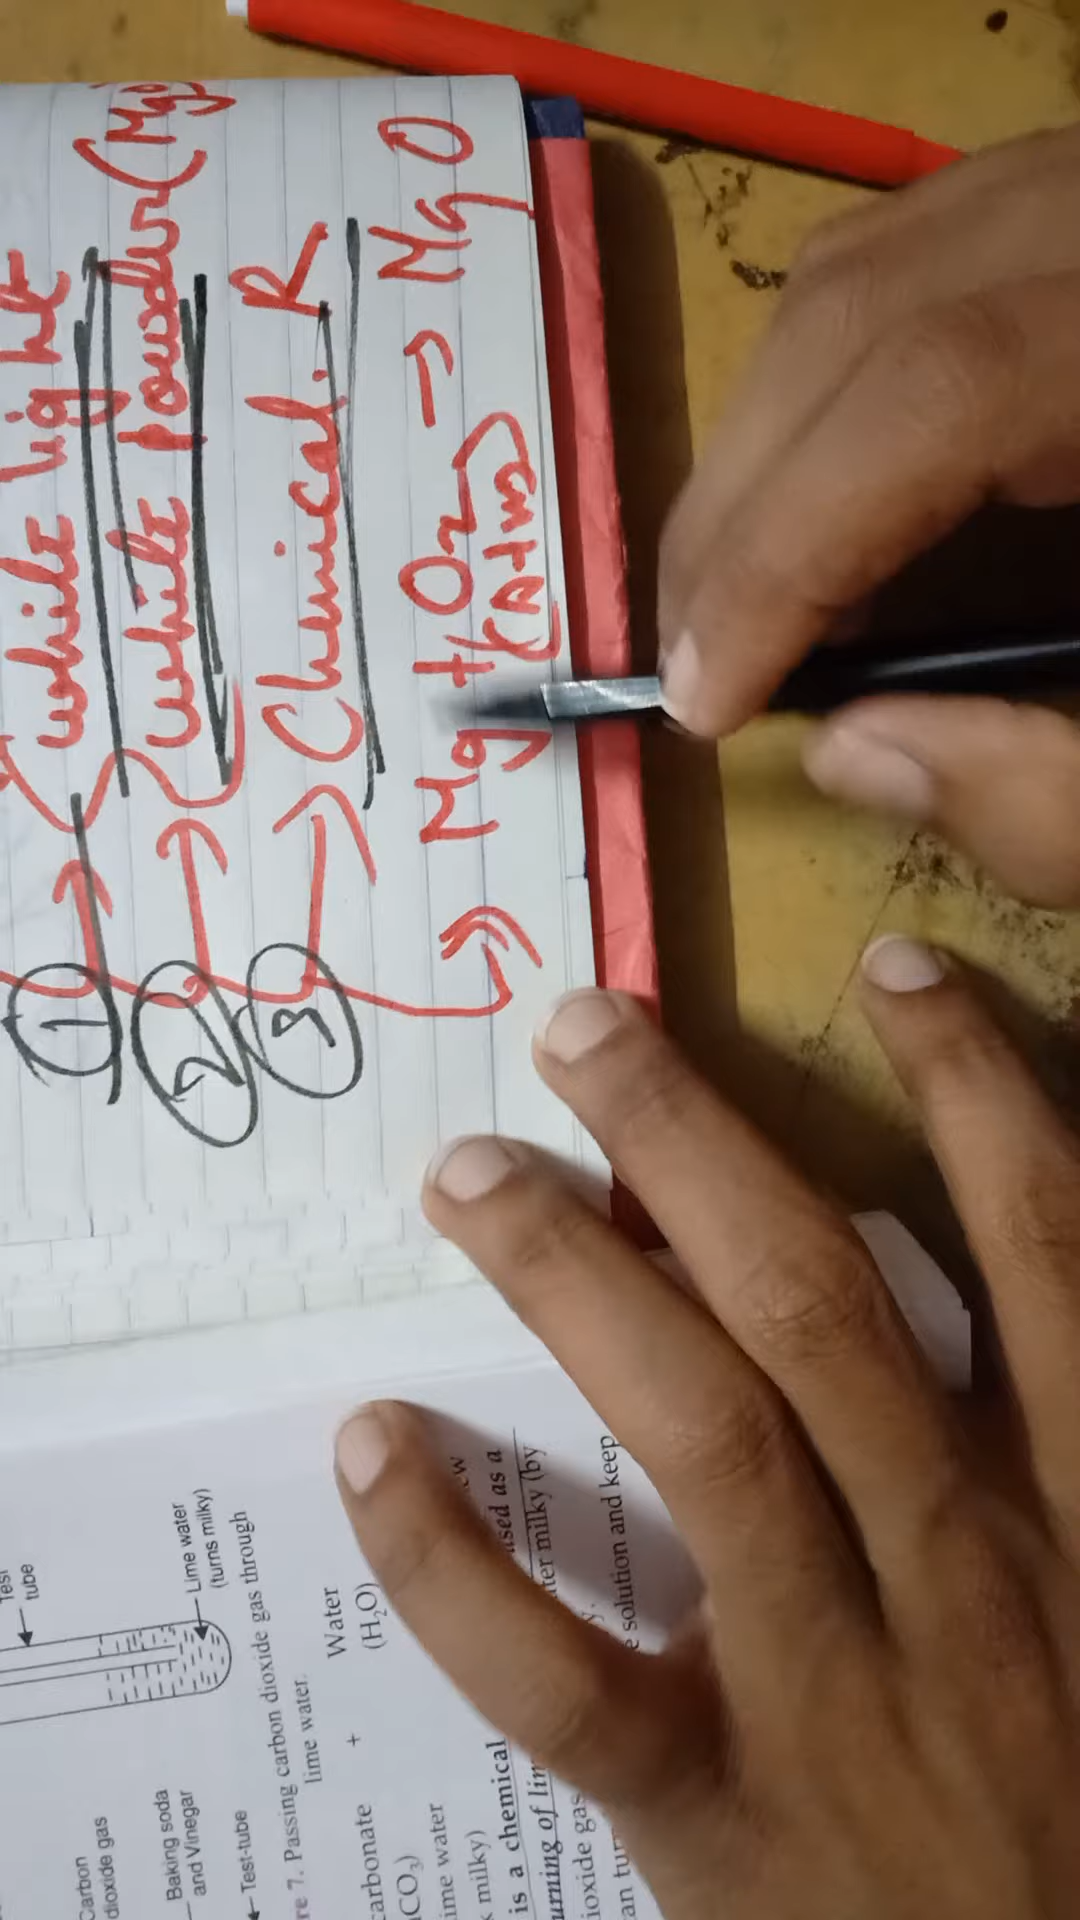 ① → white light
② → white powder (MgO
③ → Chemical. R
↳ Mg + O2 → MgO
(Atm)
Test
tube
Lime water
(turns milky)
Carbon
dioxide gas
Baking soda
and Vinegar
Test-tube
re 7. Passing carbon dioxide gas through
lime water.
carbonate + Water
CO3) (H2O)
ime water
milky)
is a chemical used as a
urning of lim ter milky (by
ioxide gas y.
an tur e solution and keep